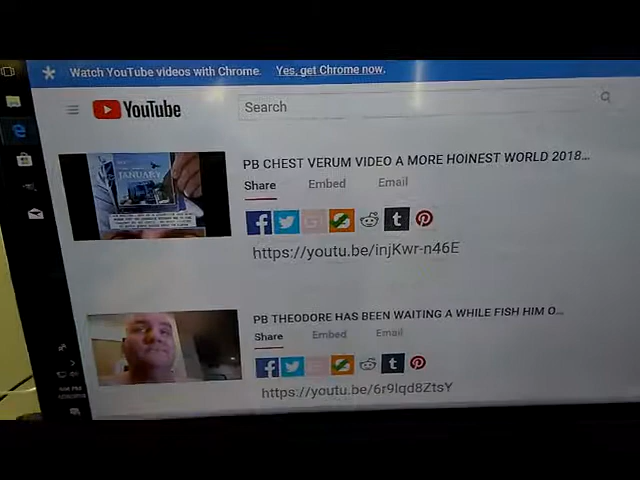 Watch YouTube videos with Chrome. Yes, get Chrome now.
YouTube
Search
PB CHEST VERUM VIDEO A MORE HOINEST WORLD 2018...
Share Embed Email
JANUARY
https://youtu.be/injKwr-n46E
PB THEODORE HAS BEEN WAITING A WHILE FISH HIM O...
Share Embed Email
https://youtu.be/6r9lqd8ZtsY